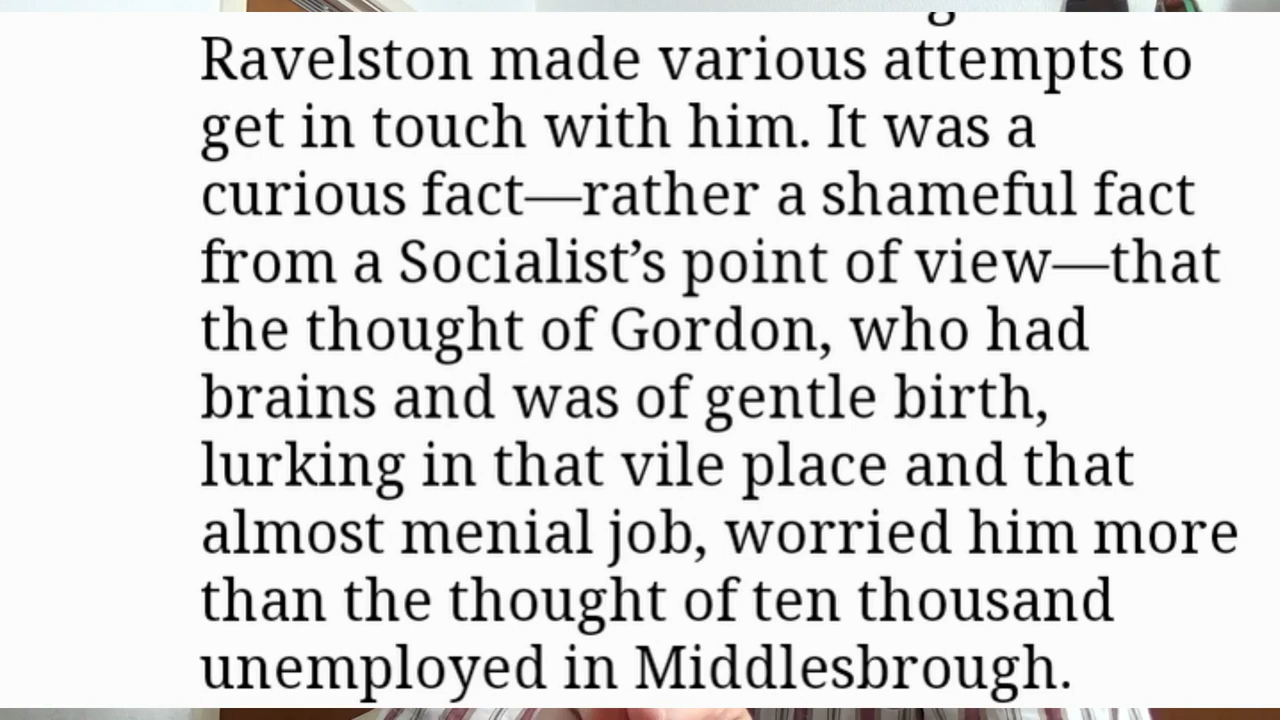 Ravelston made various attempts to
get in touch with him. It was a
curious fact—rather a shameful fact
from a Socialist’s point of view—that
the thought of Gordon, who had
brains and was of gentle birth,
lurking in that vile place and that
almost menial job, worried him more
than the thought of ten thousand
unemployed in Middlesbrough.